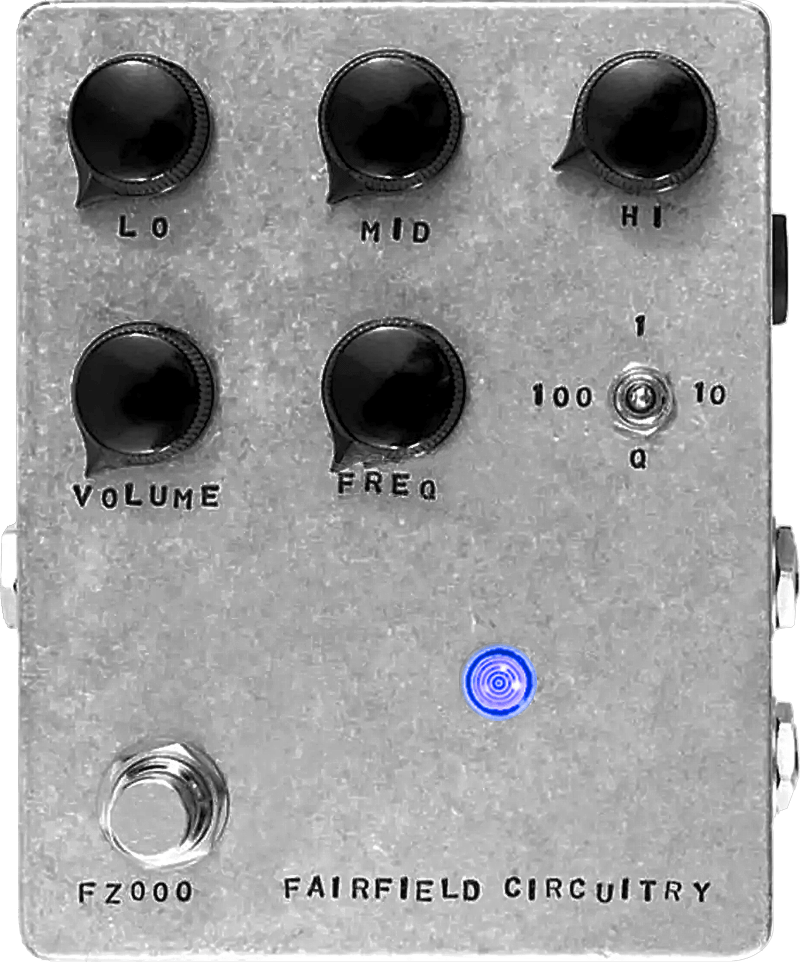 LO MID HI
1
100 10
Q
VOLUME FREQ
FZ000 FAIRFIELD CIRCUITRY